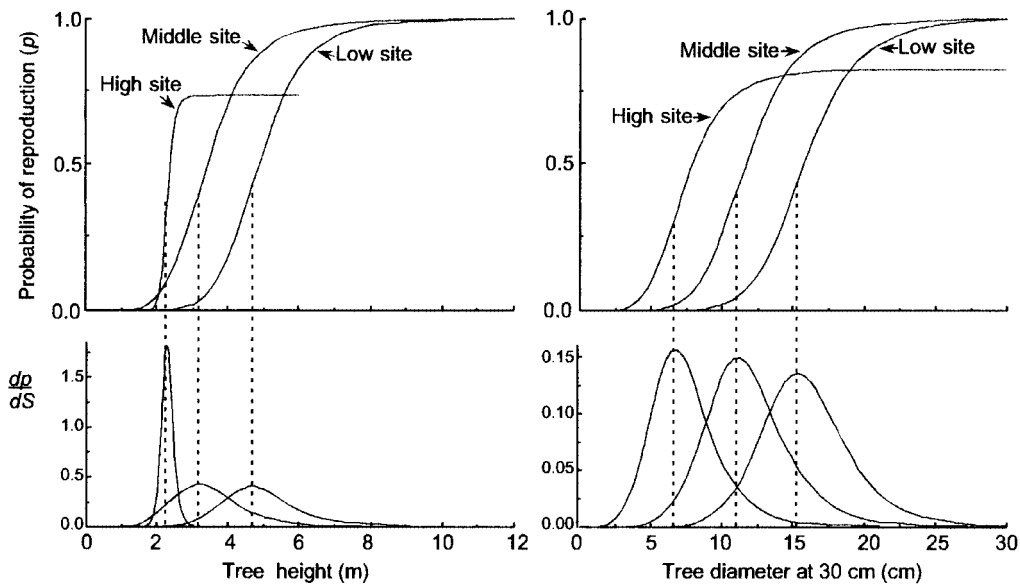 Probability of reproduction (p)
1.0
0.5
0.0
Middle site
Low site
High site
1.0
0.5
0.0
Middle site
Low site
High site
dp
dS
1.5
1.0
0.5
0.0
0 2 4 6 8 10 12
Tree height (m)
0.15
0.10
0.05
0.00
0 5 10 15 20 25 30
Tree diameter at 30 cm (cm)